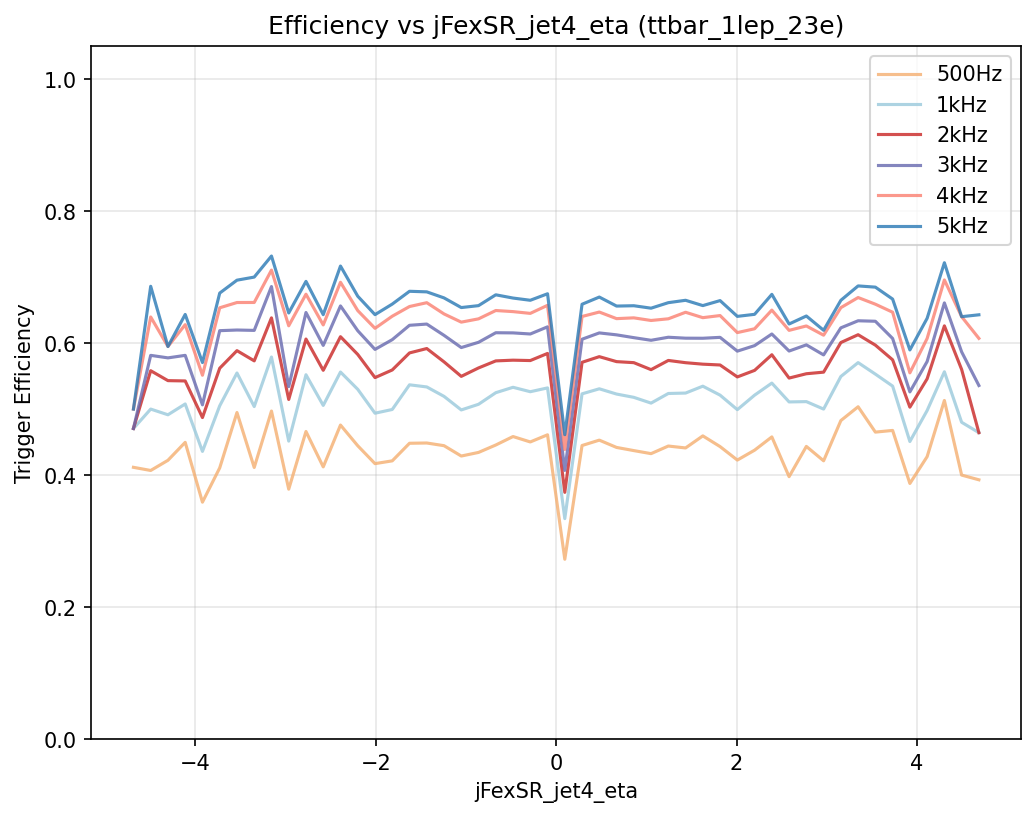 Efficiency vs jFexSR_jet4_eta (ttbar_1lep_23e)
500Hz
1kHz
2kHz
3kHz
4kHz
5kHz
Trigger Efficiency
1.0
0.8
0.6
0.4
0.2
0.0
−4
−2
0
2
4
jFexSR_jet4_eta